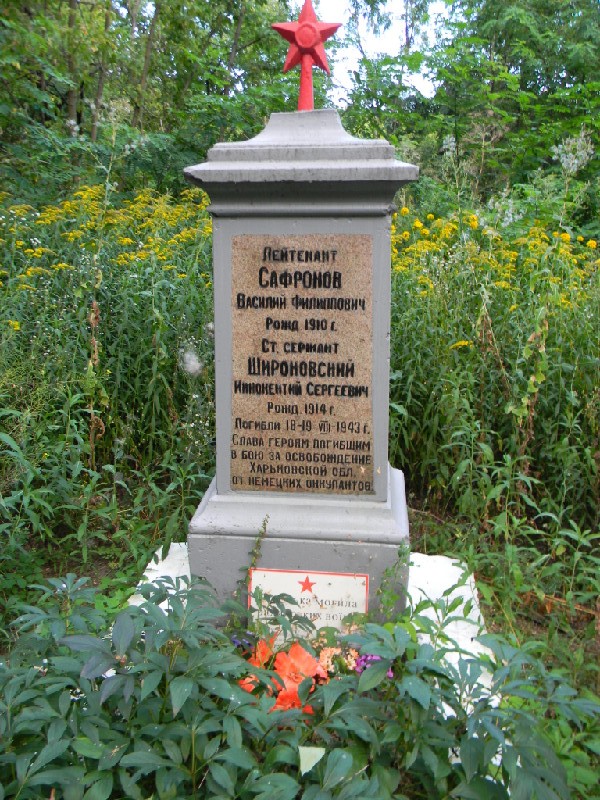 Лейтенант
САФРОНОВ
Василий Филиппович
Рожд 1910 г.
Ст. сержант
Широновский
Иннокентий Сергеевич
Рожд. 1914 г.
Погибли 18-19 VIII 1943 г.
Слава героям погибшим
в бою за освобождение
Харьковской обл.
от немецких оккупантов.
могила